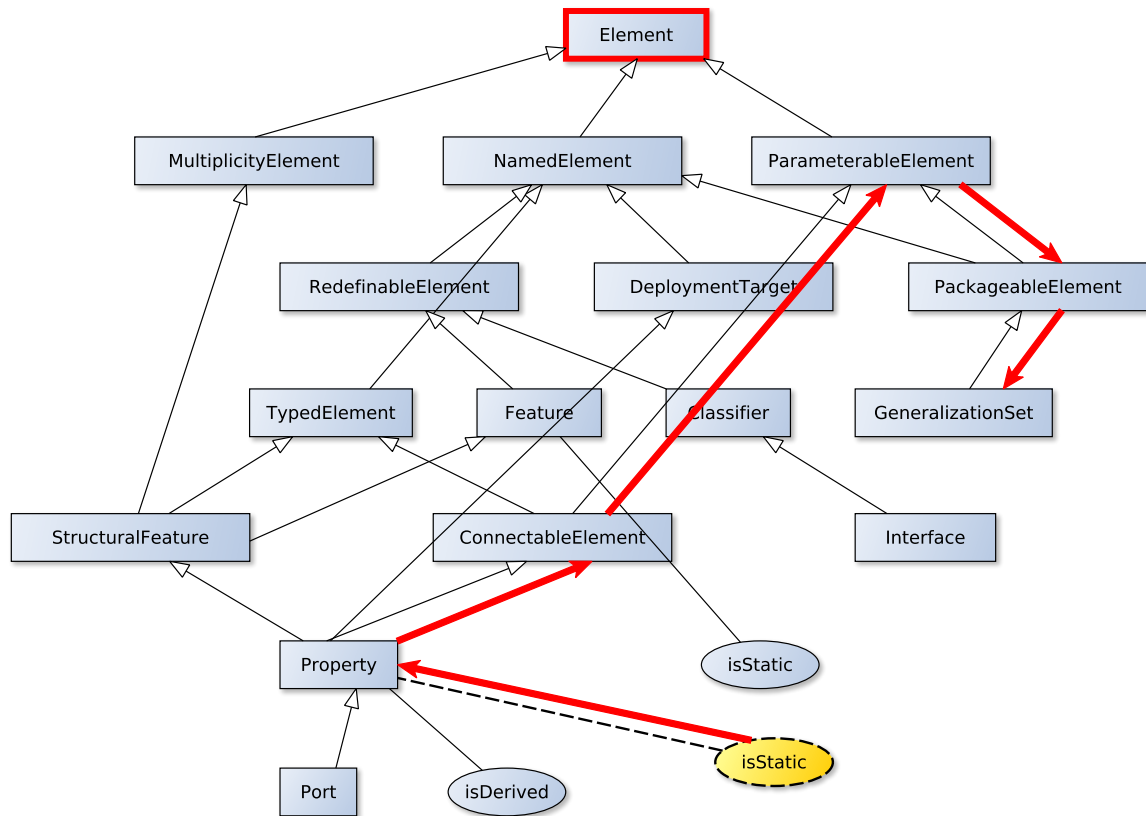 Element
MultiplicityElement
NamedElement
ParameterableElement
RedefinableElement
DeploymentTarget
PackageableElement
TypedElement
Feature
Classifier
GeneralizationSet
StructuralFeature
ConnectableElement
Interface
Property
isStatic
isStatic
Port
isDerived